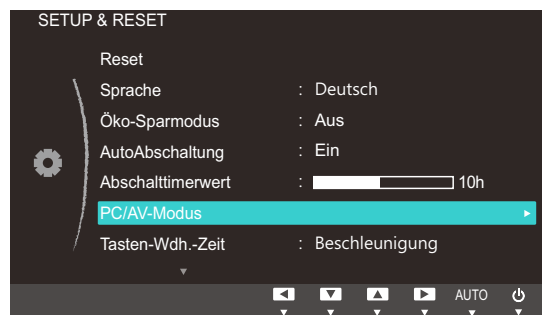 SETUP & RESET
Reset
Sprache : Deutsch
Öko-Sparmodus : Aus
AutoAbschaltung : Ein
Abschalttimerwert : 10h
PC/AV-Modus
Tasten-Wdh.-Zeit : Beschleunigung
AUTO